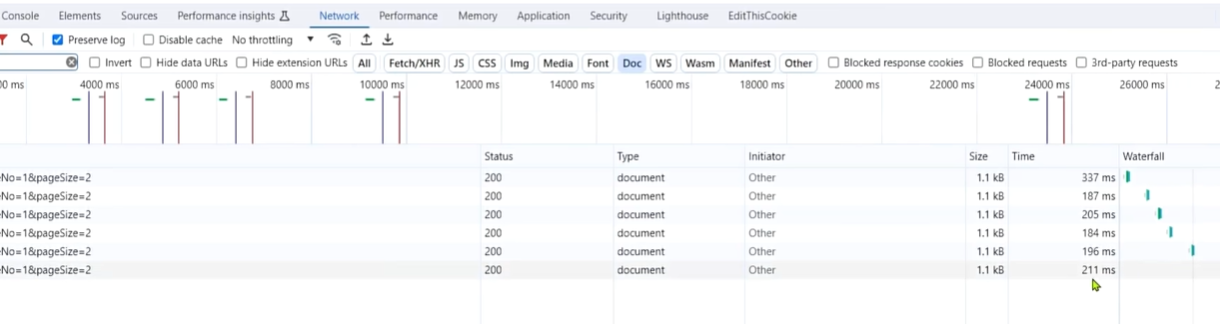 Console Elements Sources Performance insights Network Performance Memory Application Security Lighthouse EditThisCookie
Preserve log Disable cache No throttling
Invert Hide data URLs Hide extension URLs All Fetch/XHR JS CSS Img Media Font Doc WS Wasm Manifest Other Blocked response cookies Blocked requests 3rd-party requests
00 ms 4000 ms 6000 ms 8000 ms 10000 ms 12000 ms 14000 ms 16000 ms 18000 ms 20000 ms 22000 ms 24000 ms 26000 ms 2
Status Type Initiator Size Time Waterfall
No=1&pageSize=2 200 document Other 1.1 kB 337 ms
No=1&pageSize=2 200 document Other 1.1 kB 187 ms
No=1&pageSize=2 200 document Other 1.1 kB 205 ms
No=1&pageSize=2 200 document Other 1.1 kB 184 ms
No=1&pageSize=2 200 document Other 1.1 kB 196 ms
No=1&pageSize=2 200 document Other 1.1 kB 211 ms